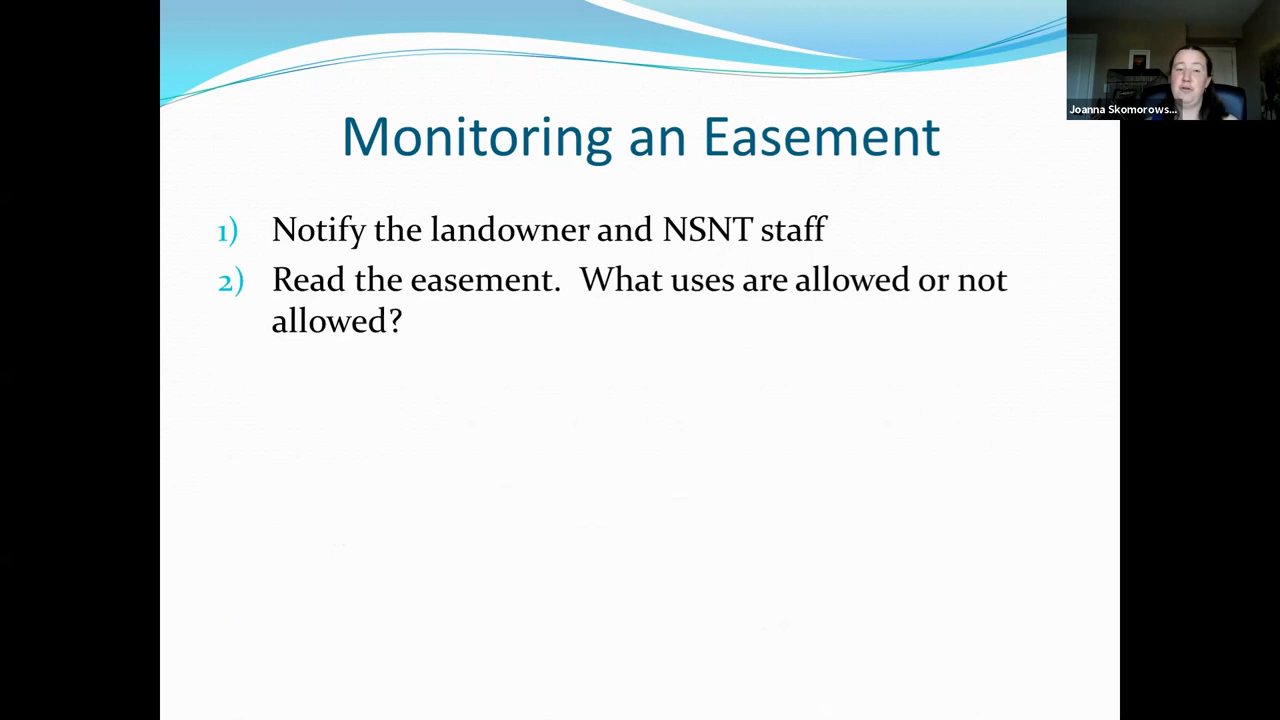 Joanna Skomorows...
Monitoring an Easement
1) Notify the landowner and NSNT staff
2) Read the easement.  What uses are allowed or not
allowed?